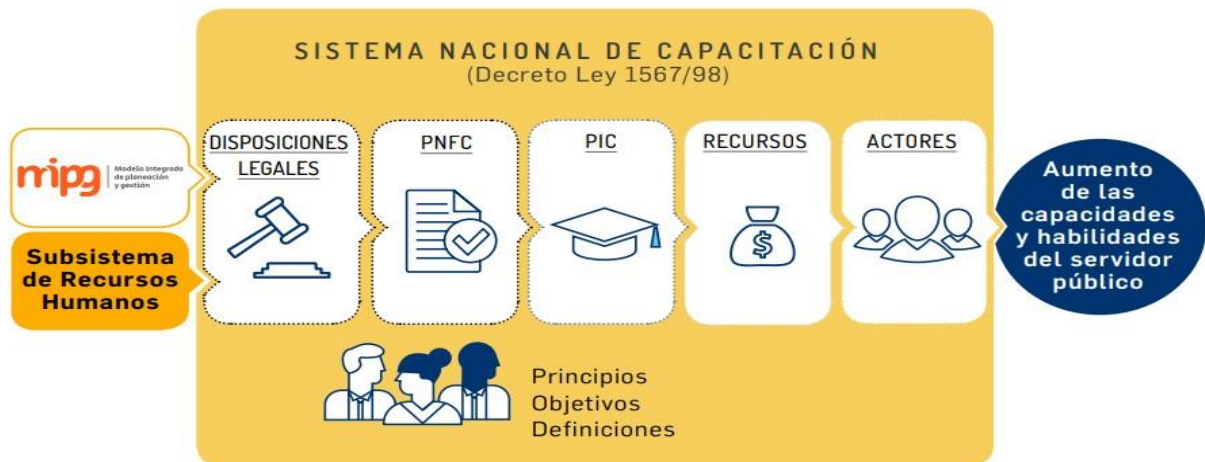 SISTEMA NACIONAL DE CAPACITACIÓN
(Decreto Ley 1567/98)
mipg
Modelo Integrado
de planeación
y gestión
Subsistema
de Recursos
Humanos
DISPOSICIONES
LEGALES
PNFC
PIC
RECURSOS
$
ACTORES
Aumento
de las
capacidades
y habilidades
del servidor
público
Principios
Objetivos
Definiciones